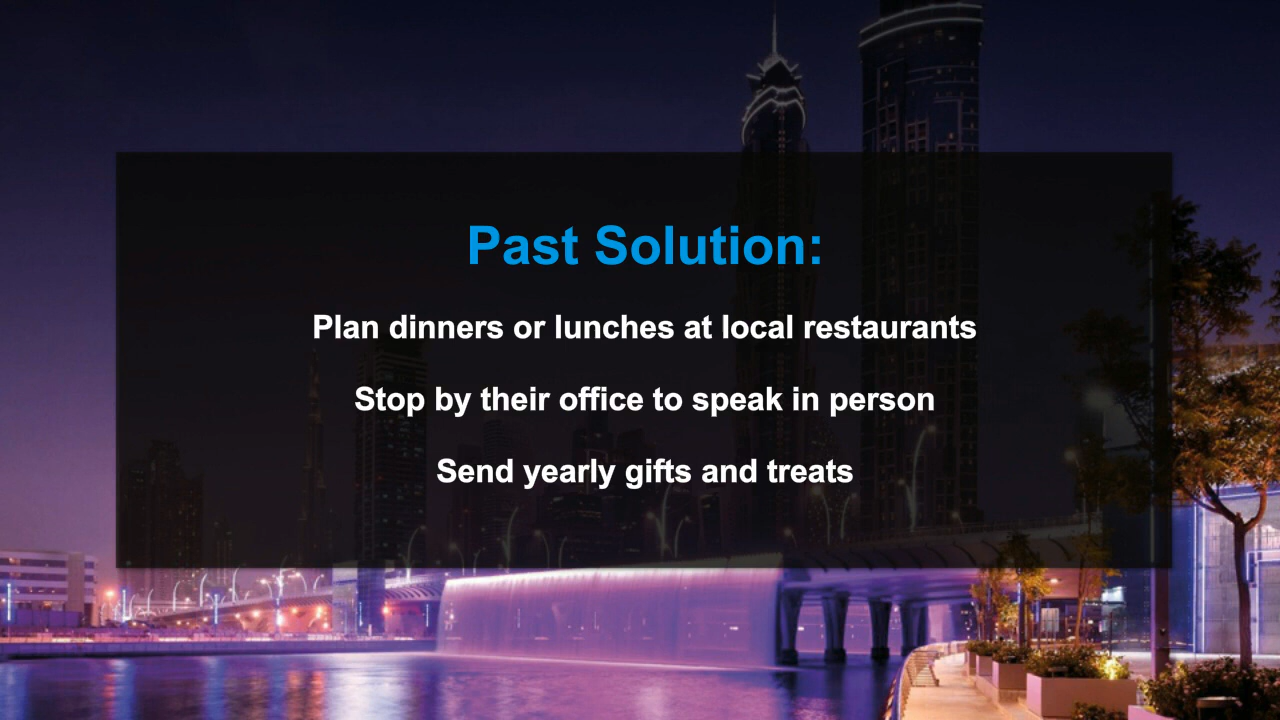 Past Solution:
Plan dinners or lunches at local restaurants
Stop by their office to speak in person
Send yearly gifts and treats